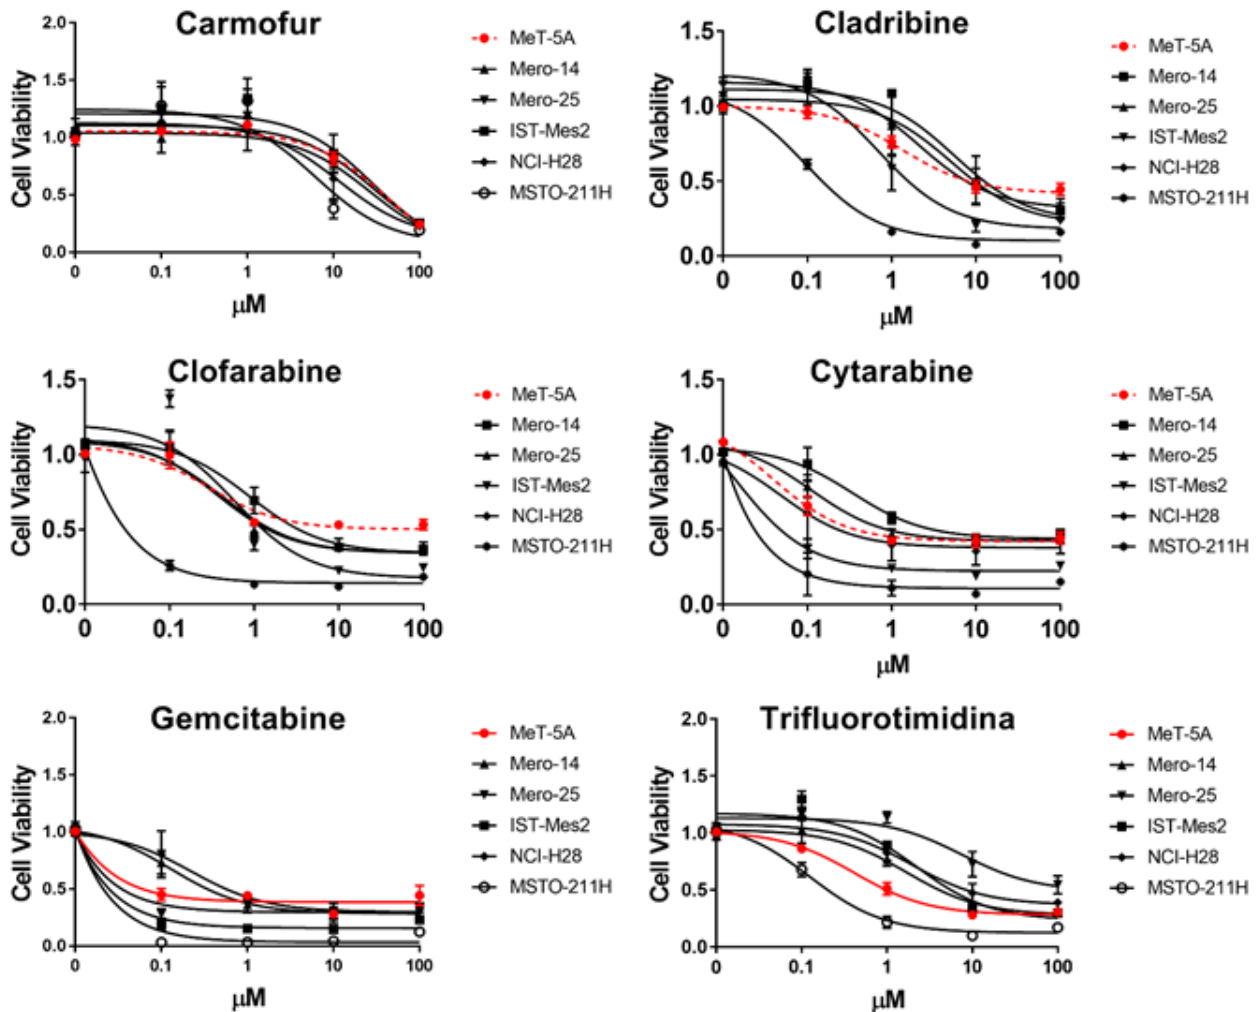 Carmofur
Cell Viability
2.0
1.5
1.0
0.5
0.0
0
0.1
1
10
100
μM
MeT-5A
Mero-14
Mero-25
IST-Mes2
NCI-H28
MSTO-211H
Cladribine
Cell Viability
1.5
1.0
0.5
0.0
0
0.1
1
10
100
μM
MeT-5A
Mero-14
Mero-25
IST-Mes2
NCI-H28
MSTO-211H
Clofarabine
Cell Viability
1.5
1.0
0.5
0.0
0
0.1
1
10
100
μM
MeT-5A
Mero-14
Mero-25
IST-Mes2
NCI-H28
MSTO-211H
Cytarabine
Cell Viability
1.5
1.0
0.5
0.0
0
0.1
1
10
100
μM
MeT-5A
Mero-14
Mero-25
IST-Mes2
NCI-H28
MSTO-211H
Gemcitabine
Cell Viability
2.0
1.5
1.0
0.5
0.0
0
0.1
1
10
100
μM
MeT-5A
Mero-14
Mero-25
IST-Mes2
NCI-H28
MSTO-211H
Trifluorotimidina
Cell Viability
2.0
1.5
1.0
0.5
0.0
0
0.1
1
10
100
μM
MeT-5A
Mero-14
Mero-25
IST-Mes2
NCI-H28
MSTO-211H